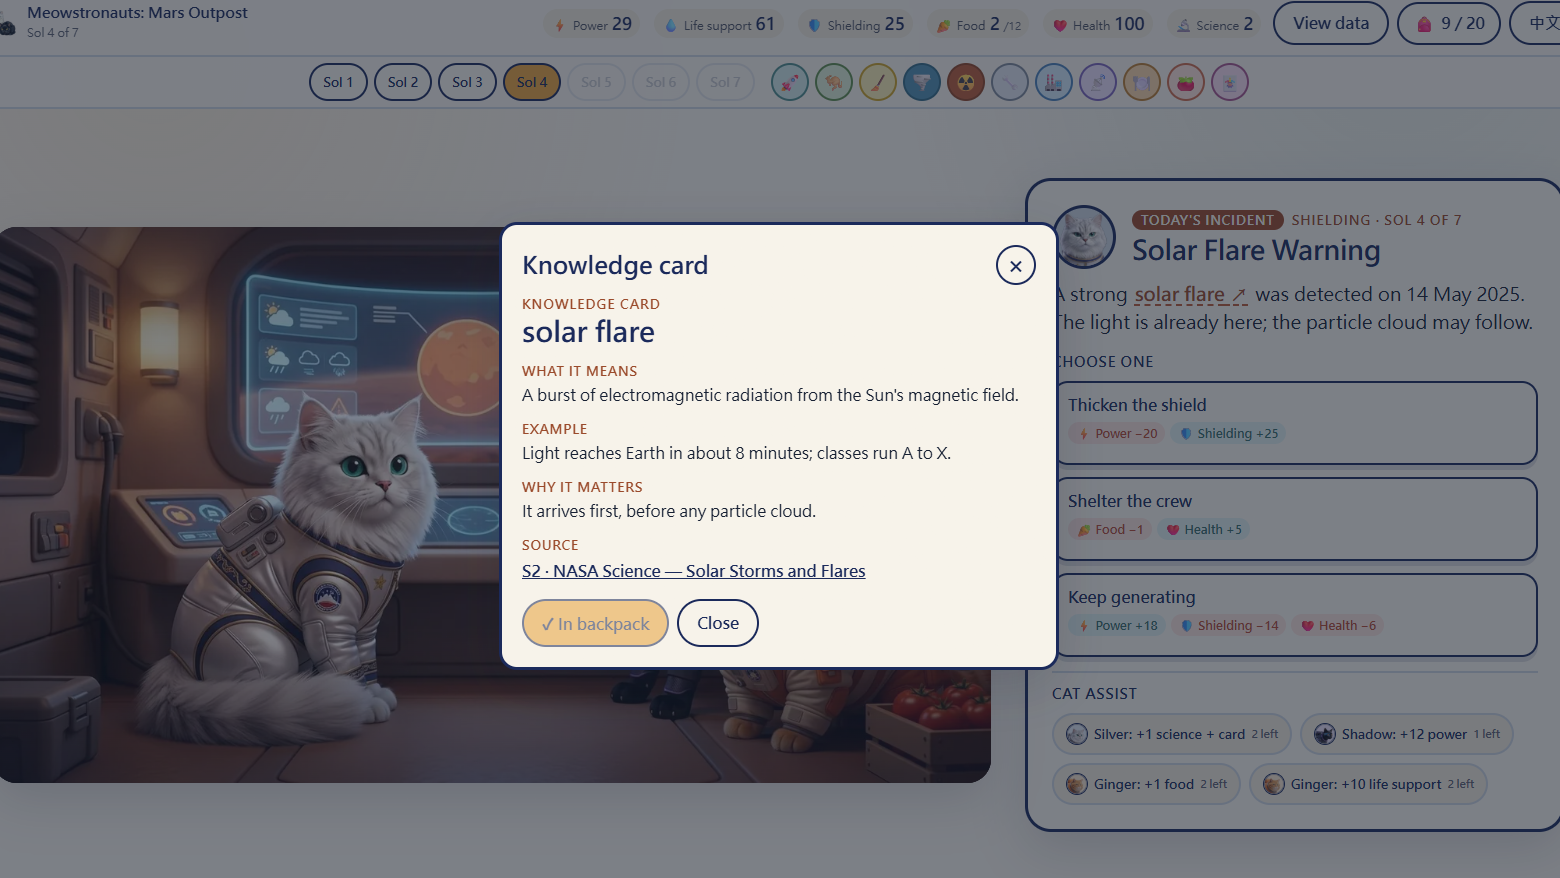 Meowstronauts: Mars Outpost
Sol 4 of 7
Power 29
Life support 61
Shielding 25
Food 2 /12
Health 100
Science 2
View data
9 / 20
中文
Sol 1
Sol 2
Sol 3
Sol 4
Sol 5
Sol 6
Sol 7
TODAY'S INCIDENT SHIELDING · SOL 4 OF 7
Solar Flare Warning
A strong solar flare ↗ was detected on 14 May 2025.
The light is already here; the particle cloud may follow.
CHOOSE ONE
Thicken the shield
Power −20 Shielding +25
Shelter the crew
Food −1 Health +5
Keep generating
Power +18 Shielding −14 Health −6
CAT ASSIST
Silver: +1 science + card 2 left
Shadow: +12 power 1 left
Ginger: +1 food 2 left
Ginger: +10 life support 2 left
Knowledge card
×
KNOWLEDGE CARD
solar flare
WHAT IT MEANS
A burst of electromagnetic radiation from the Sun's magnetic field.
EXAMPLE
Light reaches Earth in about 8 minutes; classes run A to X.
WHY IT MATTERS
It arrives first, before any particle cloud.
SOURCE
S2 · NASA Science — Solar Storms and Flares
✓ In backpack
Close